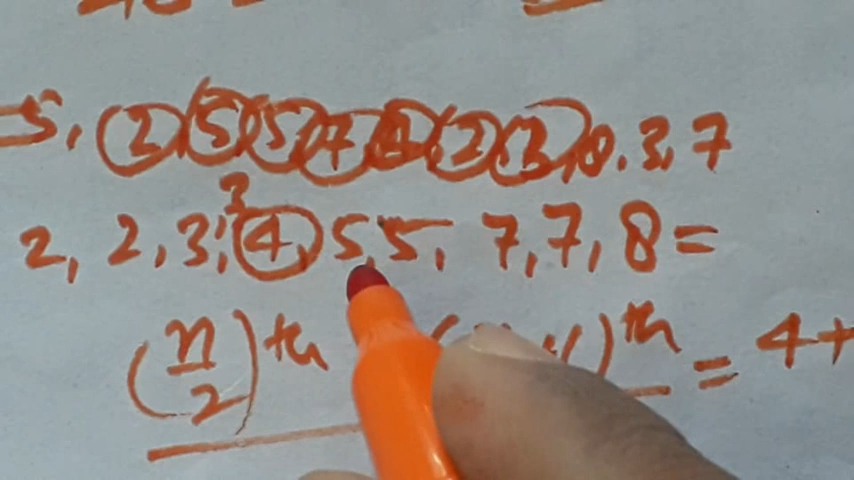 5, 2, 5, 5, 7, 4, 2, 3, 8, 3, 7
2, 2, 3, 3, 4, 5, 5, 7, 7, 8 =
(n/2)th ( )th = 4+